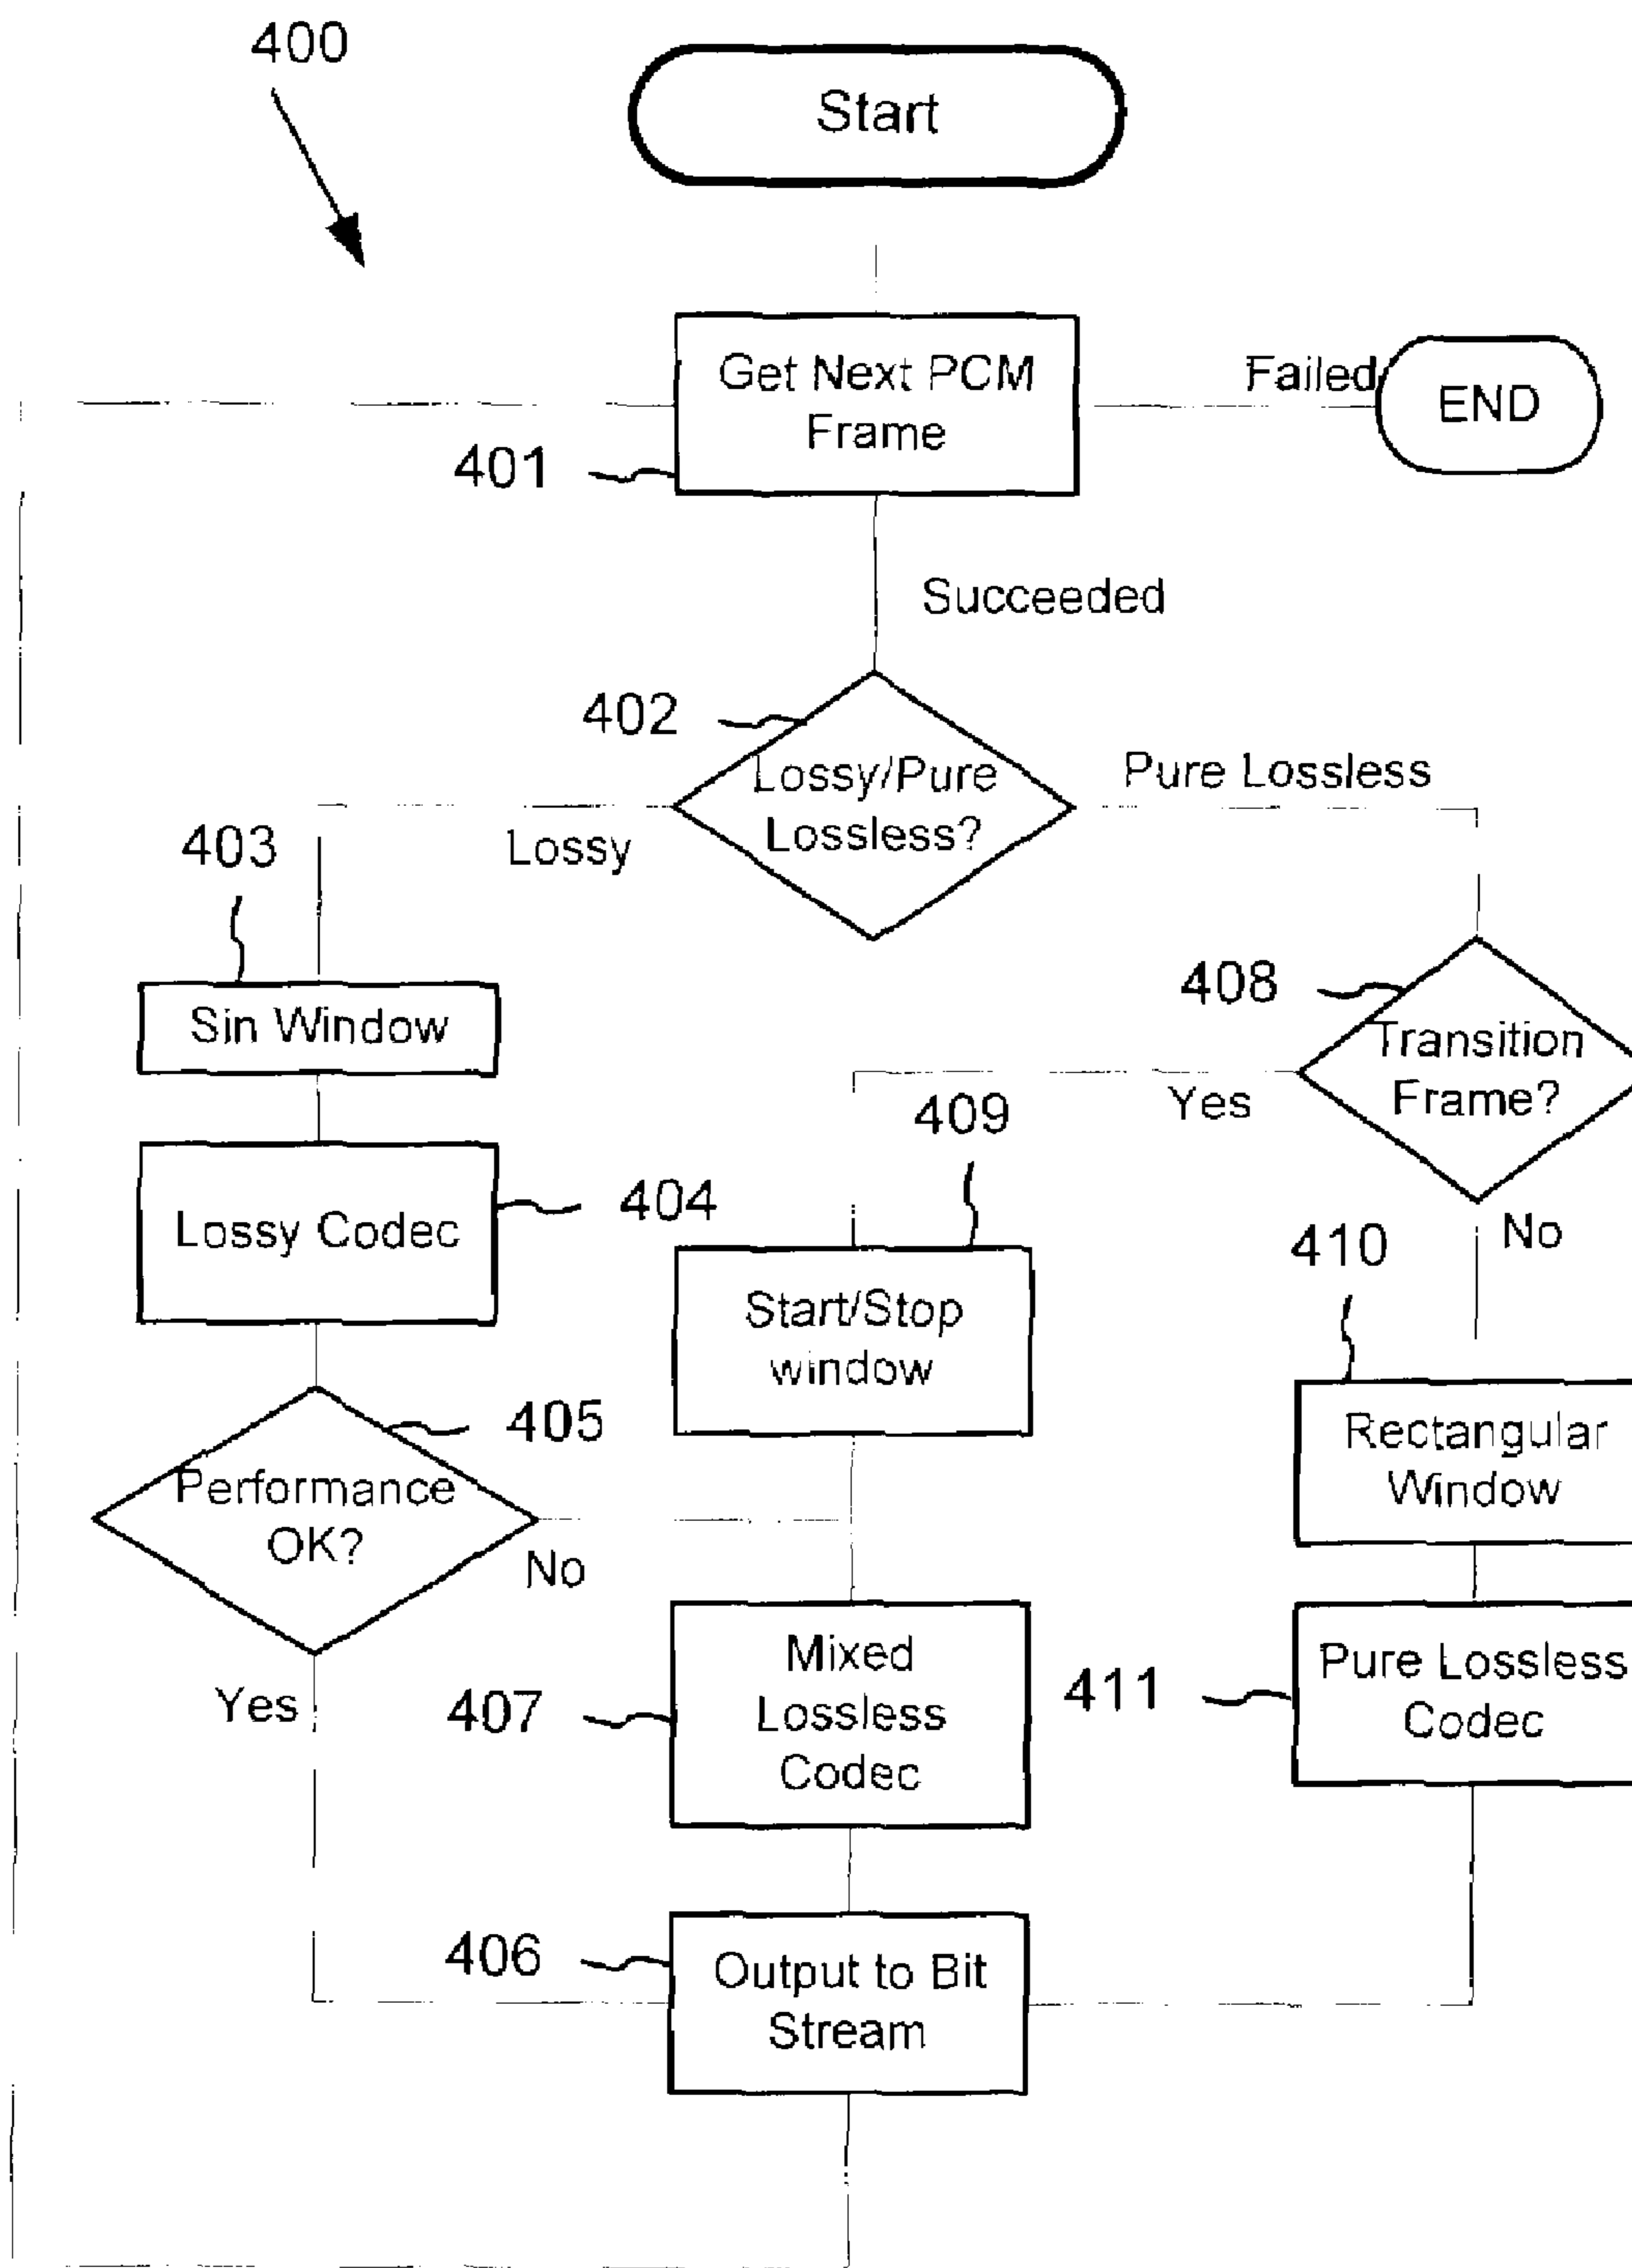 400
Start
Get Next PCM
Frame
Failed
END
401
Succeeded
402
Lossy/Pure
Lossless?
Pure Lossless
Lossy
403
Sin Window
408
Transition
Frame?
Yes
409
404
Lossy Codec
No
410
Start/Stop
window
405
Performance
OK?
No
Rectangular
Window
Mixed
Lossless
Codec
407
Yes
411
Pure Lossless
Codec
406
Output to Bit
Stream